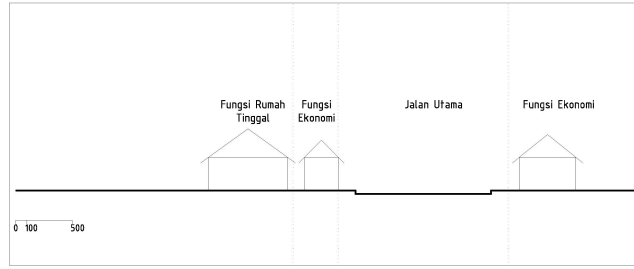 Fungsi Rumah
Tinggal
Fungsi
Ekonomi
Jalan Utama
Fungsi Ekonomi
0 100 500